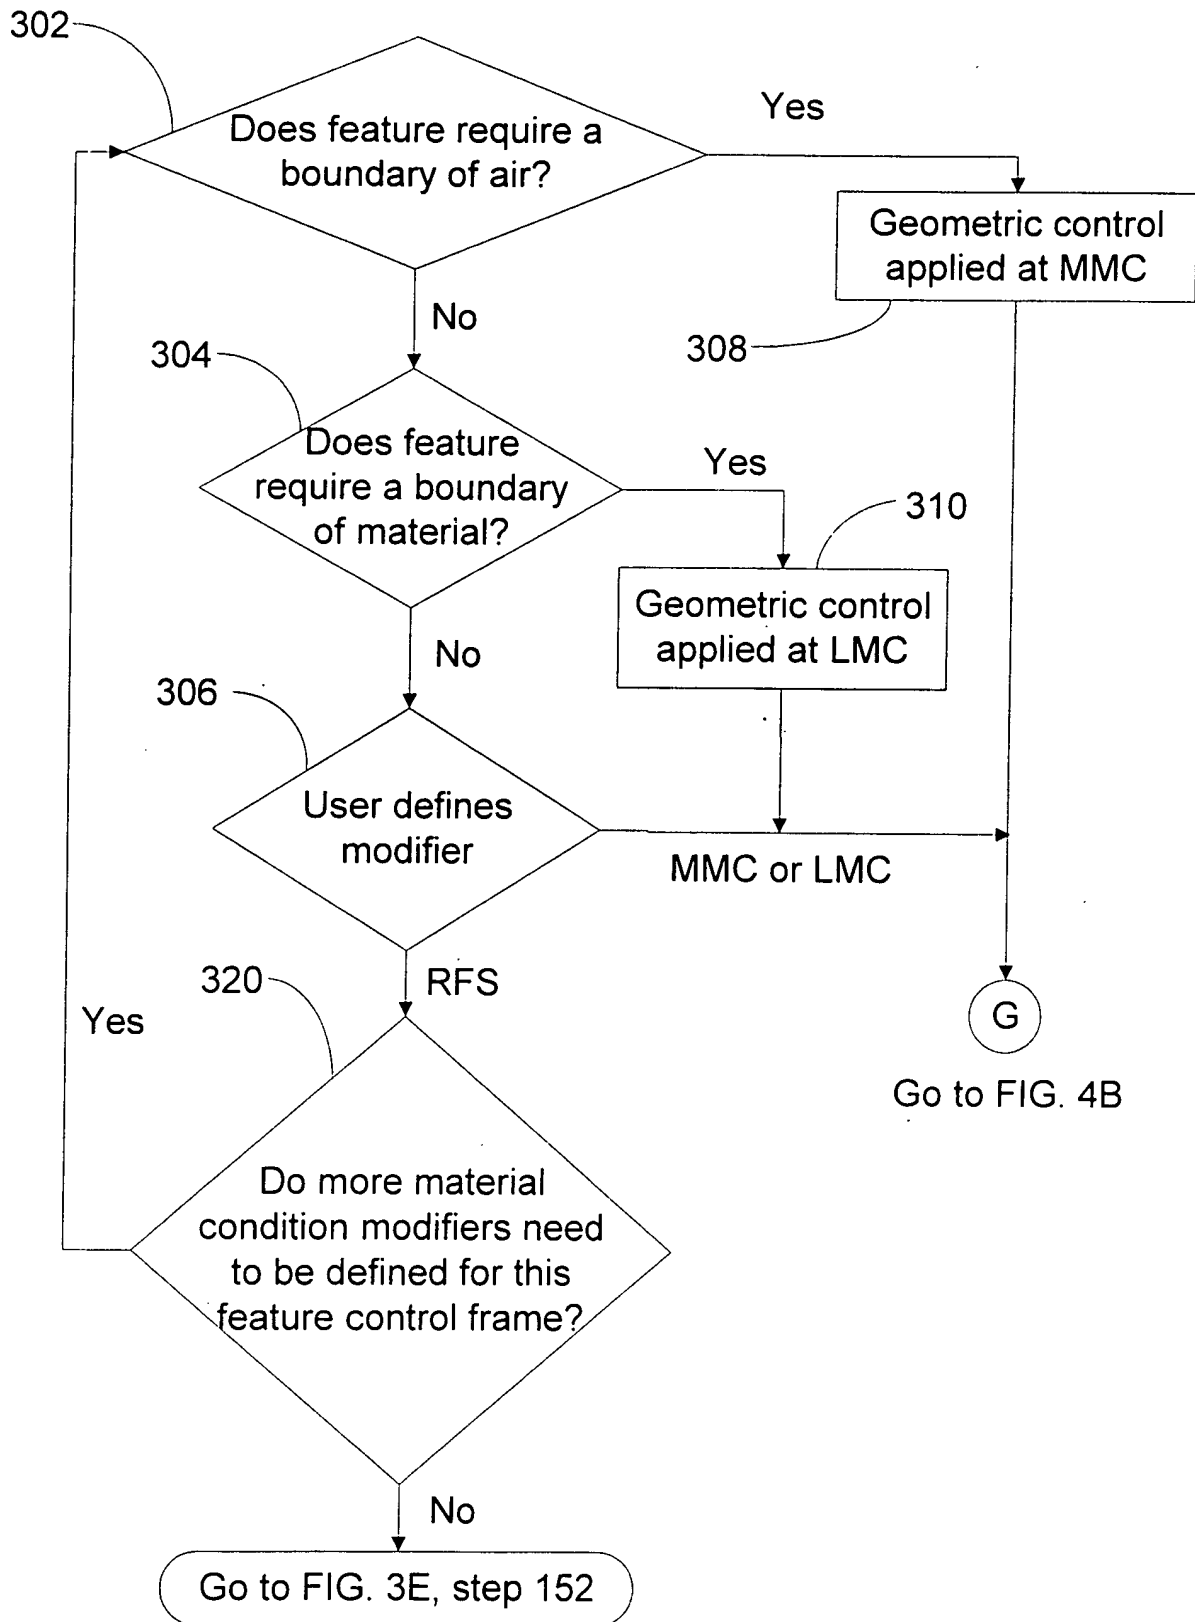 302
Does feature require a
boundary of air?
Yes
Geometric control
applied at MMC
308
No
304
Does feature
require a boundary
of material?
Yes
310
Geometric control
applied at LMC
No
306
User defines
modifier
MMC or LMC
RFS
320
Yes
G
Go to FIG. 4B
Do more material
condition modifiers need
to be defined for this
feature control frame?
No
Go to FIG. 3E, step 152